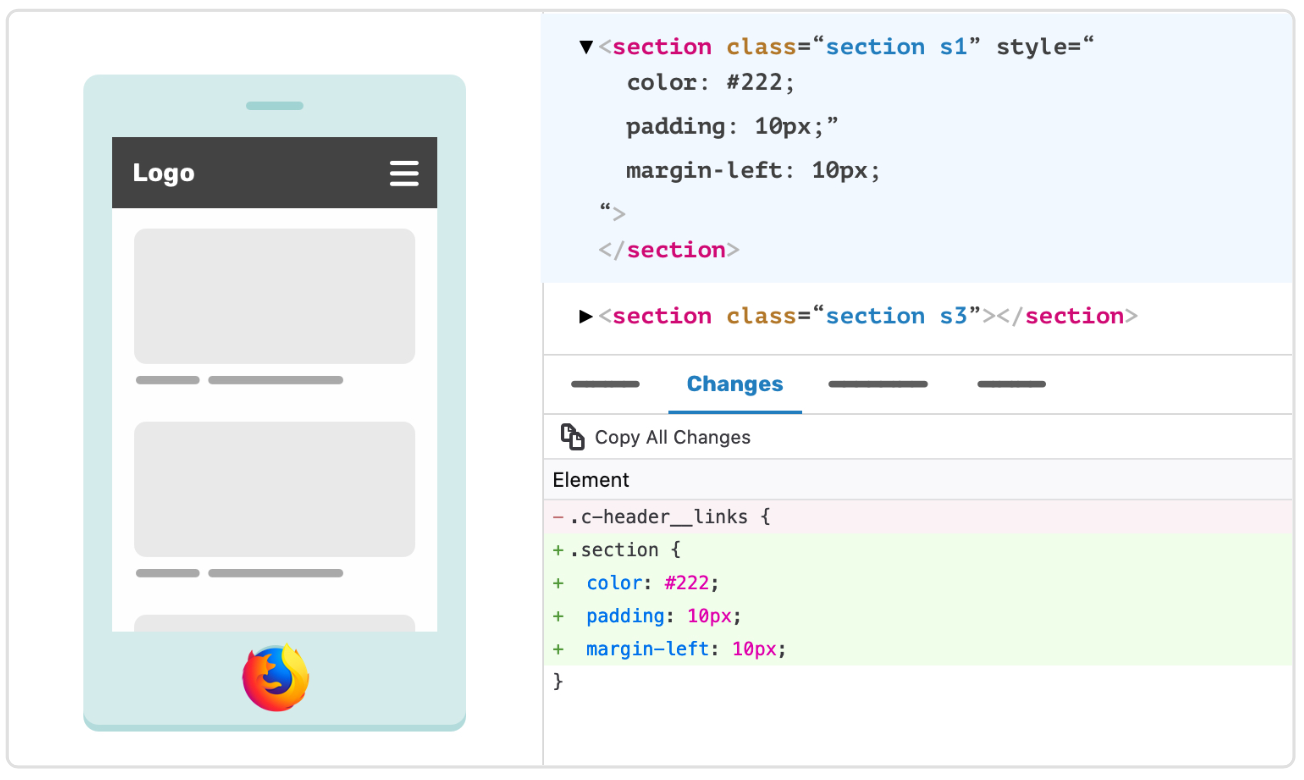 Logo
▼<section class=“section s1” style=“
color: #222;
padding: 10px;”
margin-left: 10px;
“>
</section>
▶<section class=“section s3”></section>
Changes
Copy All Changes
Element
− .c-header__links {
+ .section {
+ color: #222;
+ padding: 10px;
+ margin-left: 10px;
}